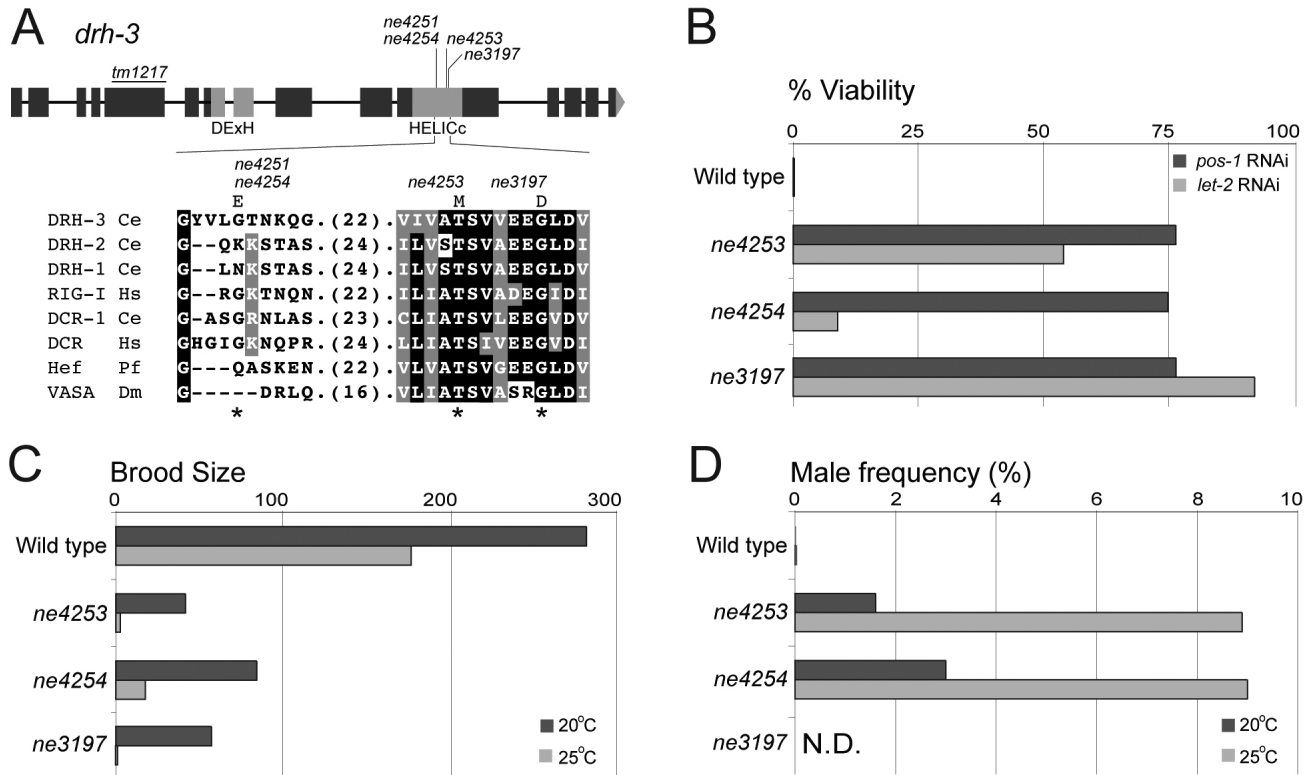 A
drh-3
ne4251
ne4254 ne4253
ne3197
tm1217
DExH HELICc
ne4251
ne4254 ne4253 ne3197
E M D
DRH-3 Ce GYVLGTNKQG.(22).VIVATSVVEEGLDV
DRH-2 Ce G--QKKSTAS.(24).ILVSTSVAEEGLDI
DRH-1 Ce G--LNKSTAS.(24).ILVSTSVAEEGLDV
RIG-I Hs G--RGKTNQN.(22).ILIATSVADEGIDI
DCR-1 Ce G-ASGRNLAS.(23).CLIATSVLEEGVDV
DCR Hs GHGIGKNQPR.(24).LLIATSIVEEGVDI
Hef Pf G----QASKEN.(22).VLVATSVGEEGLDV
VASA Dm G-----DRLQ.(16).VLIATSVASRGLDI
* * *
B
% Viability
0 25 50 75 100
Wild type
ne4253
ne4254
ne3197
pos-1 RNAi
let-2 RNAi
C
Brood Size
0 100 200 300
Wild type
ne4253
ne4254
ne3197
20°C
25°C
D
Male frequency (%)
0 2 4 6 8 10
Wild type
ne4253
ne4254
ne3197 N.D.
20°C
25°C